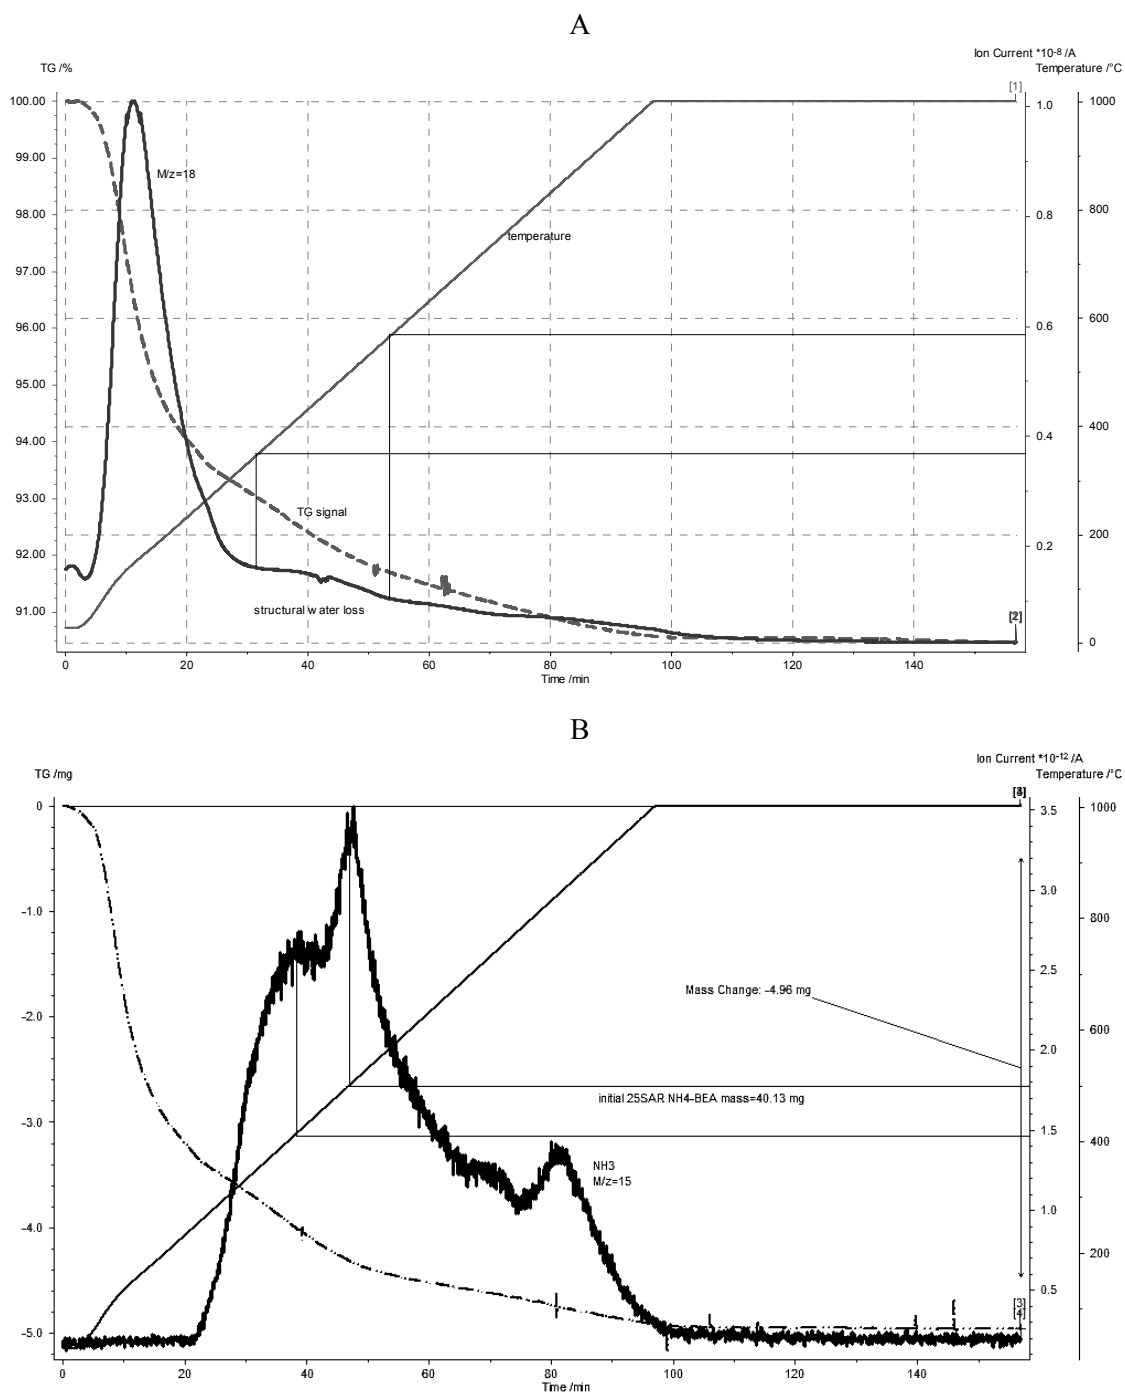 A
Ion Current *10-8 /A
TG /%
Temperature /°C
[1]
100.00
99.00
98.00
97.00
96.00
95.00
94.00
93.00
92.00
91.00
1.0
0.8
0.6
0.4
0.2
1000
800
600
400
200
0
M/z=18
temperature
TG signal
structural water loss
[2]
0 20 40 60 80 100 120 140
Time /min
B
Ion Current *10-12 /A
TG /mg
Temperature /°C
0
-1.0
-2.0
-3.0
-4.0
-5.0
3.5
3.0
2.5
2.0
1.5
1.0
0.5
1000
800
600
400
200
Mass Change: -4.96 mg
initial 25SAR NH4-BEA mass=40.13 mg
NH3
M/z=15
[3]
0 20 40 60 80 100 120 140
Time /min